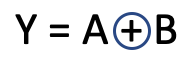 Y = A⊕B